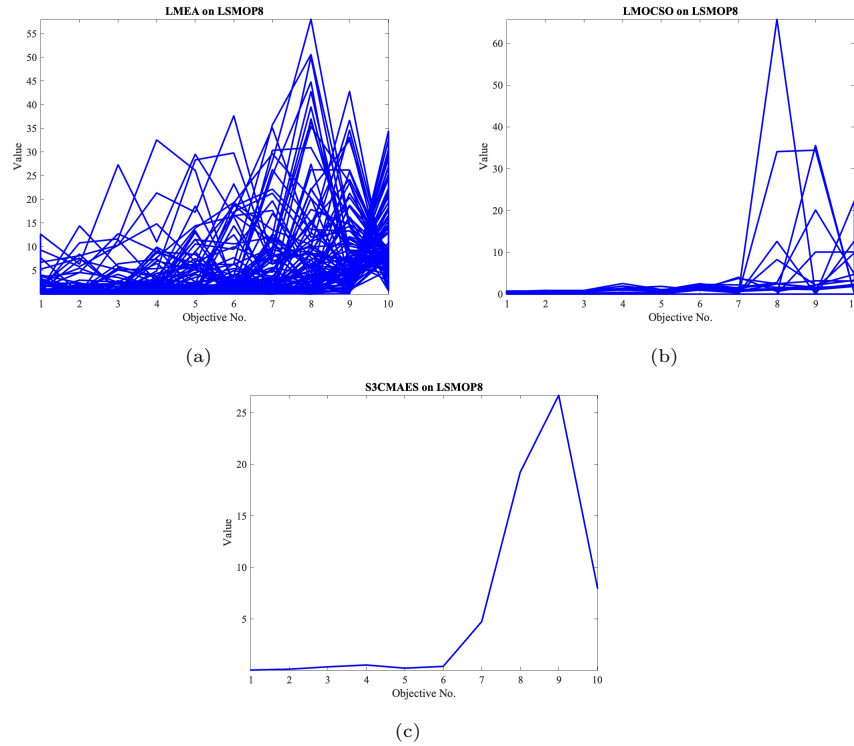 LMEA on LSMOP8
55
50
45
40
35
30
25
20
15
10
5
Value
1 2 3 4 5 6 7 8 9 10
Objective No.
(a)
LMOCSO on LSMOP8
60
50
40
30
20
10
0
Value
1 2 3 4 5 6 7 8 9 1
Objective No.
(b)
S3CMAES on LSMOP8
25
20
15
10
5
Value
1 2 3 4 5 6 7 8 9 10
Objective No.
(c)